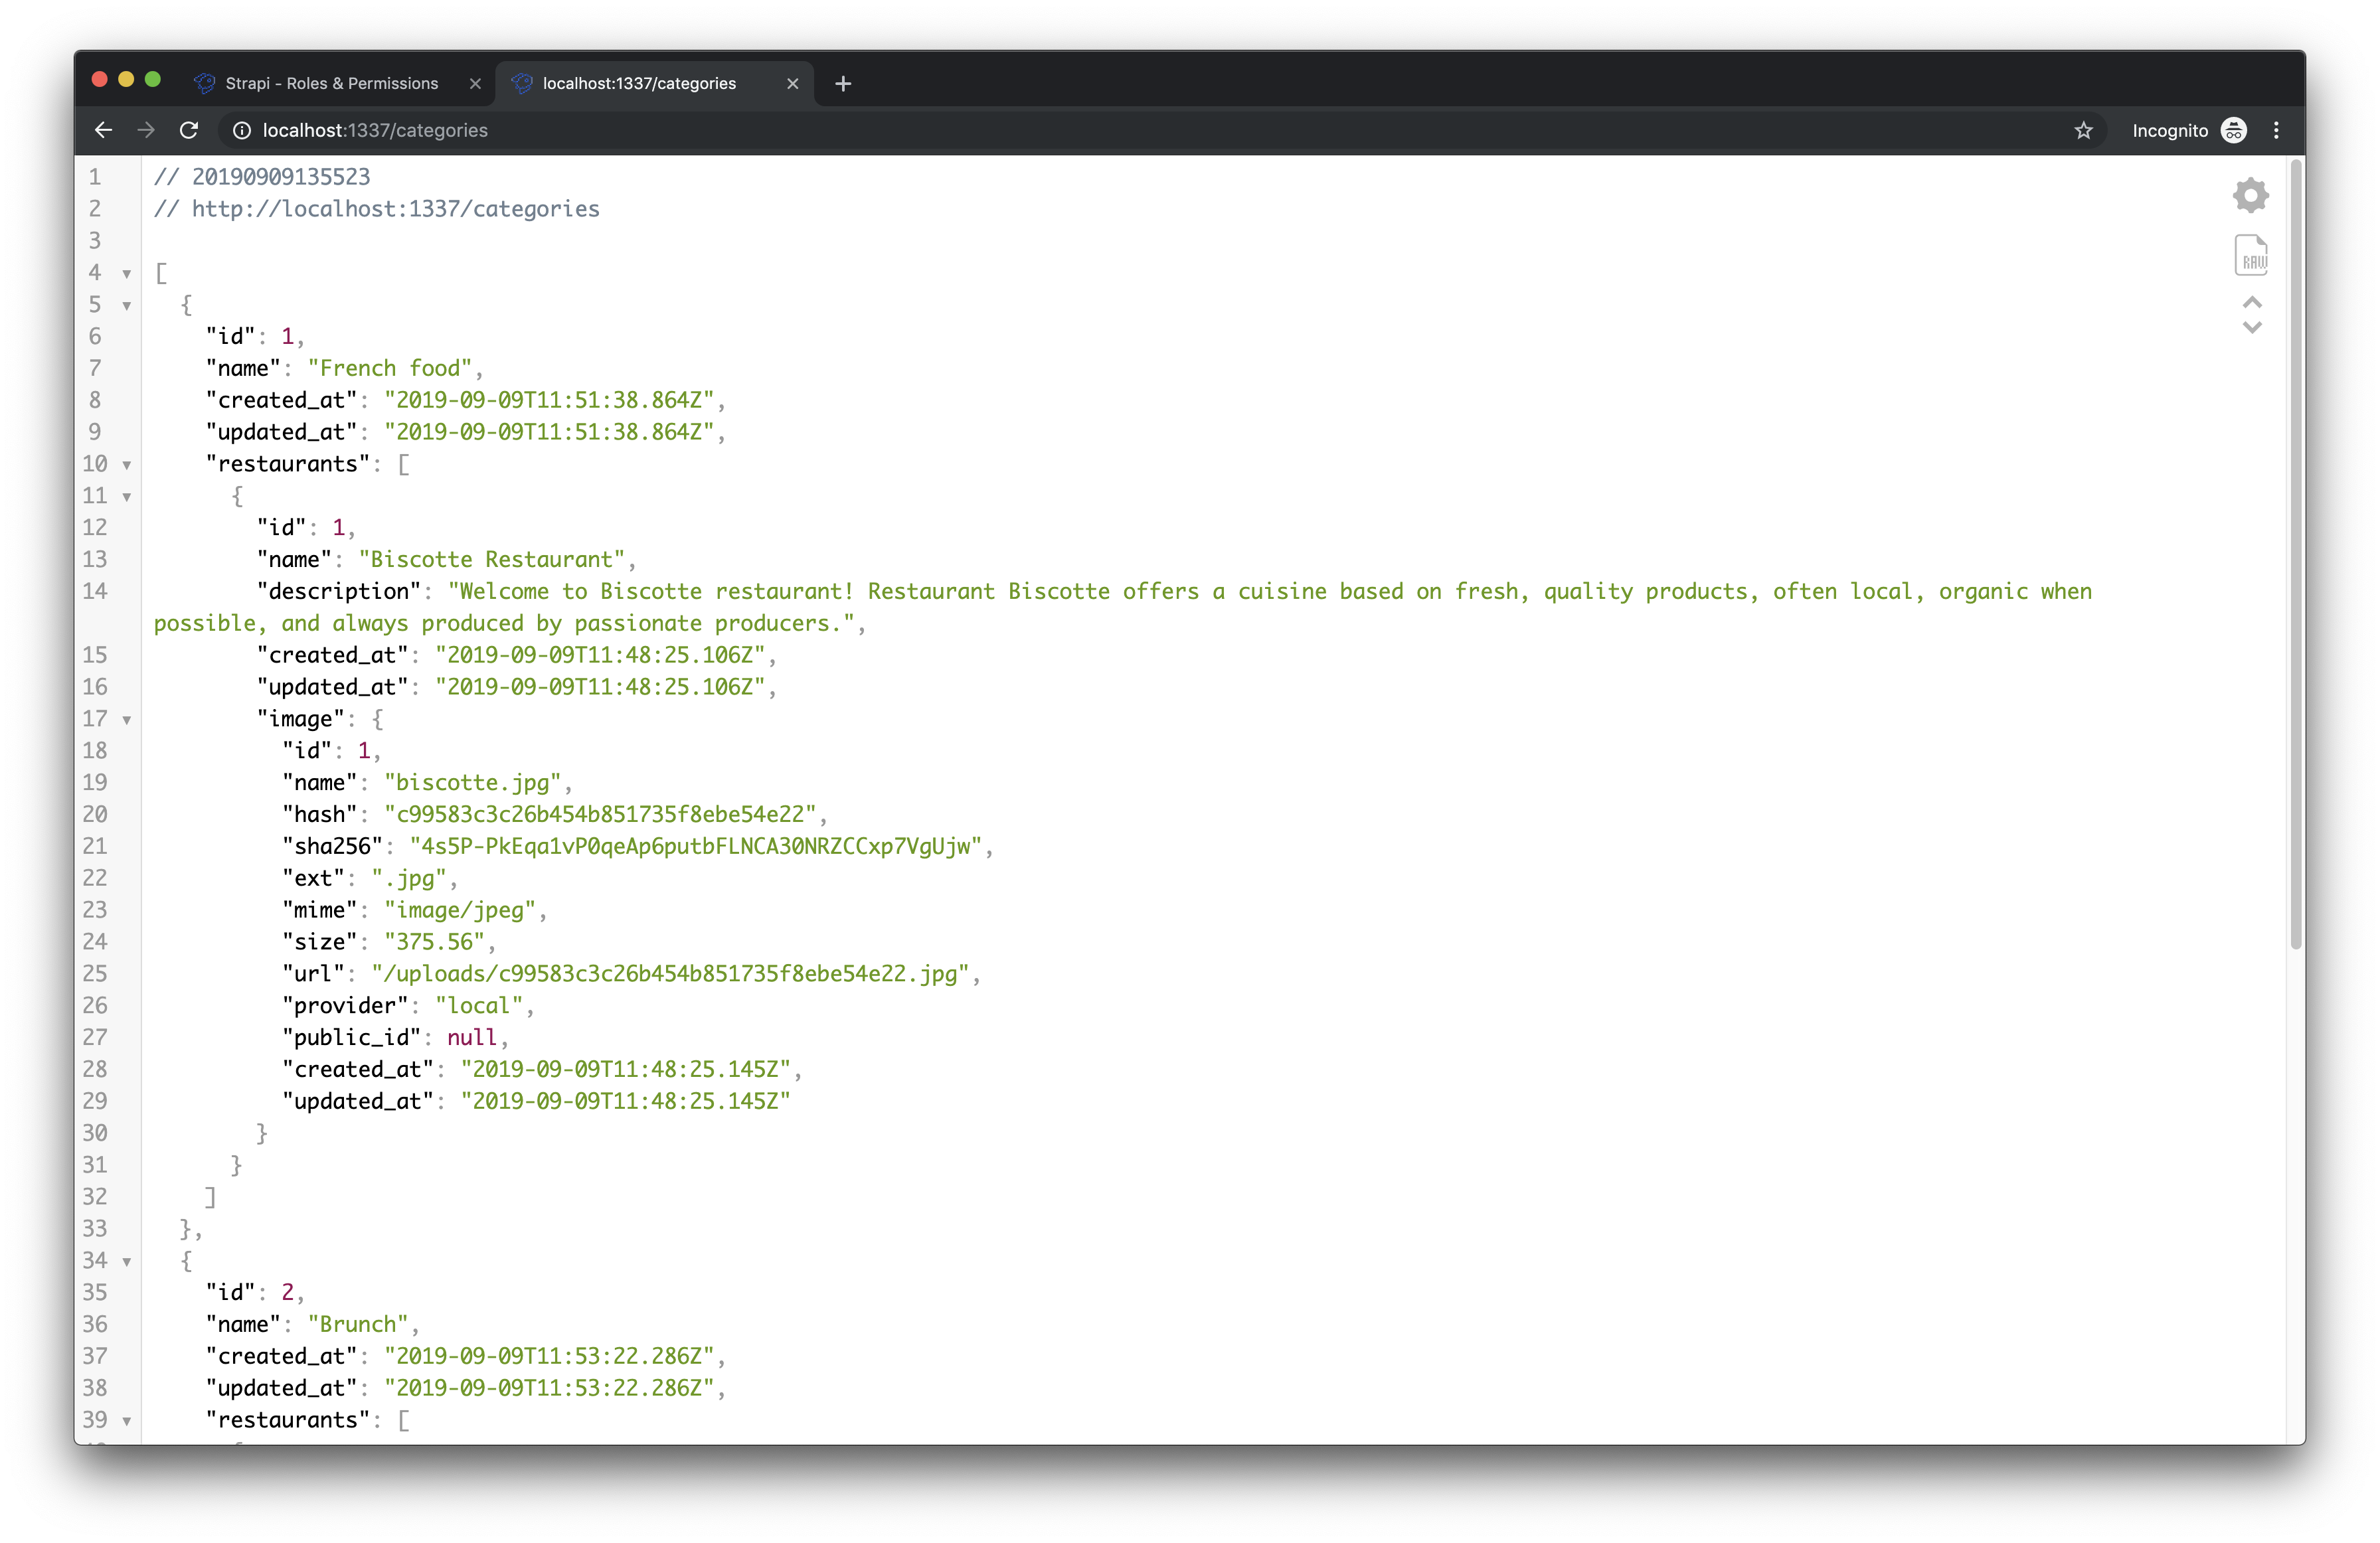 Strapi - Roles & Permissions
localhost:1337/categories
localhost:1337/categories
Incognito
1 // 20190909135523
2 // http://localhost:1337/categories
3
4 [
5 {
6 "id": 1,
7 "name": "French food",
8 "created_at": "2019-09-09T11:51:38.864Z",
9 "updated_at": "2019-09-09T11:51:38.864Z",
10 "restaurants": [
11 {
12 "id": 1,
13 "name": "Biscotte Restaurant",
14 "description": "Welcome to Biscotte restaurant! Restaurant Biscotte offers a cuisine based on fresh, quality products, often local, organic when
possible, and always produced by passionate producers.",
15 "created_at": "2019-09-09T11:48:25.106Z",
16 "updated_at": "2019-09-09T11:48:25.106Z",
17 "image": {
18 "id": 1,
19 "name": "biscotte.jpg",
20 "hash": "c99583c3c26b454b851735f8ebe54e22",
21 "sha256": "4s5P-PkEqa1vP0qeAp6putbFLNCA30NRZCCxp7VgUjw",
22 "ext": ".jpg",
23 "mime": "image/jpeg",
24 "size": "375.56",
25 "url": "/uploads/c99583c3c26b454b851735f8ebe54e22.jpg",
26 "provider": "local",
27 "public_id": null,
28 "created_at": "2019-09-09T11:48:25.145Z",
29 "updated_at": "2019-09-09T11:48:25.145Z"
30 }
31 }
32 ]
33 },
34 {
35 "id": 2,
36 "name": "Brunch",
37 "created_at": "2019-09-09T11:53:22.286Z",
38 "updated_at": "2019-09-09T11:53:22.286Z",
39 "restaurants": [
RAW